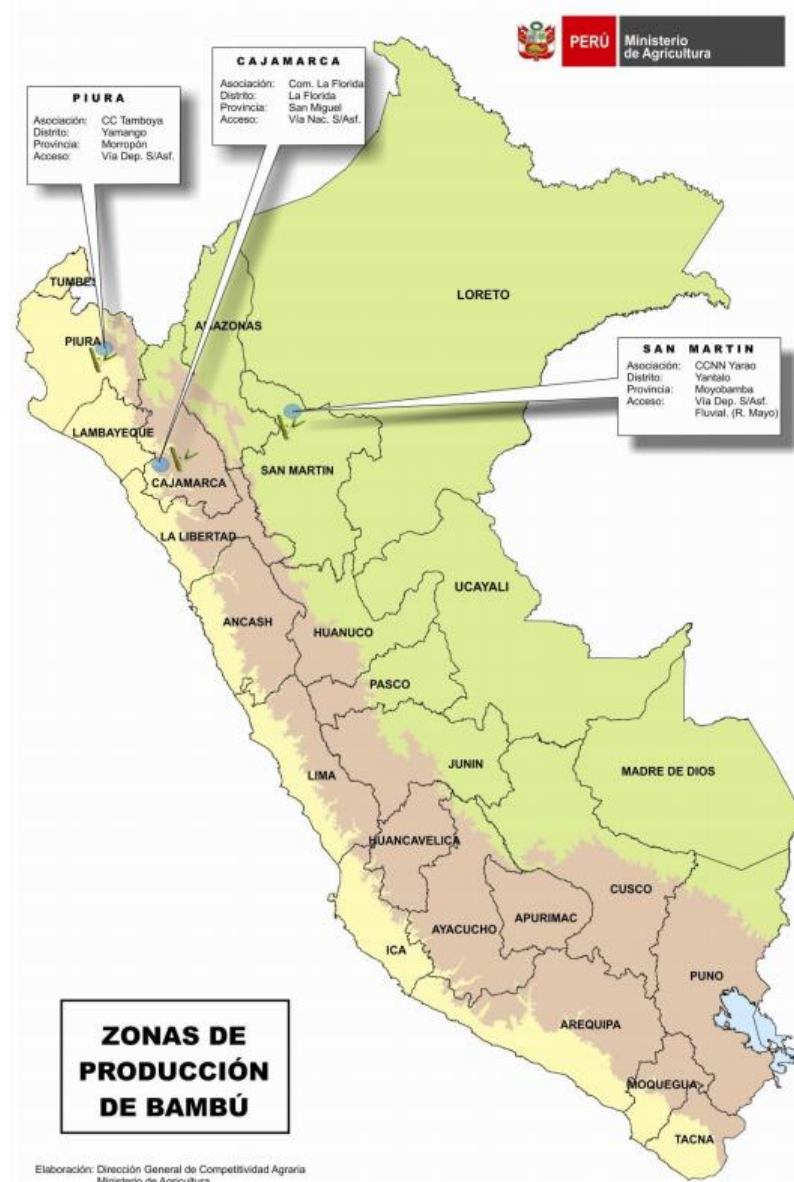 PERÚ
Ministerio
de Agricultura
CAJAMARCA
Asociación: Com. La Florida
Distrito: La Florida
Provincia: San Miguel
Acceso: Vía Nac. S/Asf.
PIURA
Asociación: CC Tamboya
Distrito: Yamango
Provincia: Morropón
Acceso: Vía Dep. S/Asf.
SAN MARTIN
Asociación: CCNN Yarao
Distrito: Yantalo
Provincia: Moyobamba
Acceso: Vía Dep. S/Asf.
Fluvial. (R. Mayo)
TUMBES
LORETO
AMAZONAS
PIURA
LAMBAYEQUE
SAN MARTIN
CAJAMARCA
LA LIBERTAD
UCAYALI
ANCASH
HUANUCO
PASCO
JUNIN
MADRE DE DIOS
LIMA
HUANCAVELICA
CUSCO
APURIMAC
AYACUCHO
ICA
PUNO
AREQUIPA
MOQUEGUA
TACNA
ZONAS DE
PRODUCCIÓN
DE BAMBÚ
Elaboración: Dirección General de Competitividad Agraria
Ministerio de Agricultura